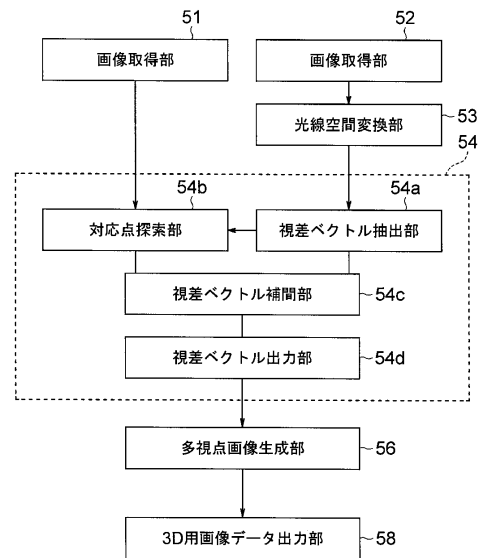 51
画像取得部
52
画像取得部
光線空間変換部
53
54
54b
対応点探索部
54a
視差ベクトル抽出部
視差ベクトル補間部
54c
視差ベクトル出力部
54d
多視点画像生成部
56
3D用画像データ出力部
58